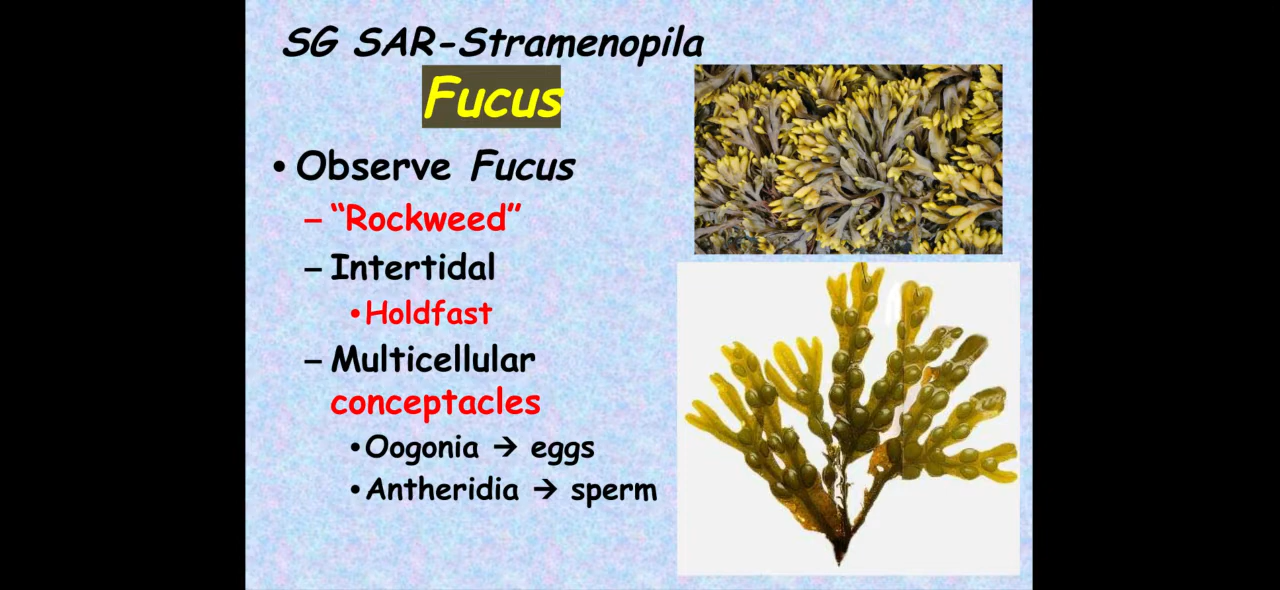 SG SAR-Stramenopila
Fucus
• Observe Fucus
– “Rockweed”
– Intertidal
• Holdfast
– Multicellular
conceptacles
• Oogonia → eggs
• Antheridia → sperm